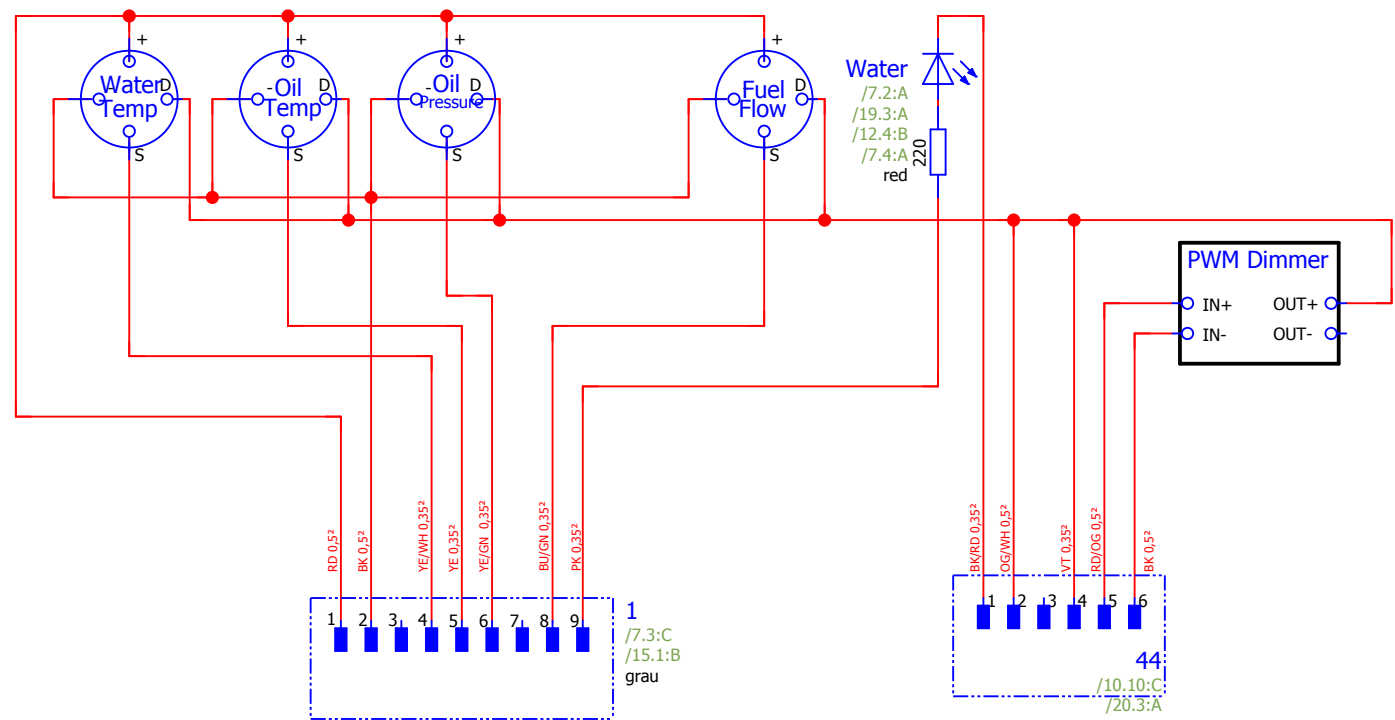 +
+
+
+
- D
Water
Temp
- D
Oil
Temp
- D
Oil
Pressure
- D
Fuel
Flow
S
S
S
S
Water
/7.2:A
/19.3:A
/12.4:B
/7.4:A
red
220
PWM Dimmer
IN+ OUT+
IN- OUT-
RD 0,5²
BK 0,5²
YE/WH 0,35²
YE 0,35²
YE/GN 0,35²
BU/GN 0,35²
PK 0,35²
1 2 3 4 5 6 7 8 9
1
/7.3:C
/15.1:B
grau
BK/RD 0,35²
OG/WH 0,5²
VT 0,35²
RD/OG 0,5²
BK 0,5²
1 2 3 4 5 6
44
/10.10:C
/20.3:A